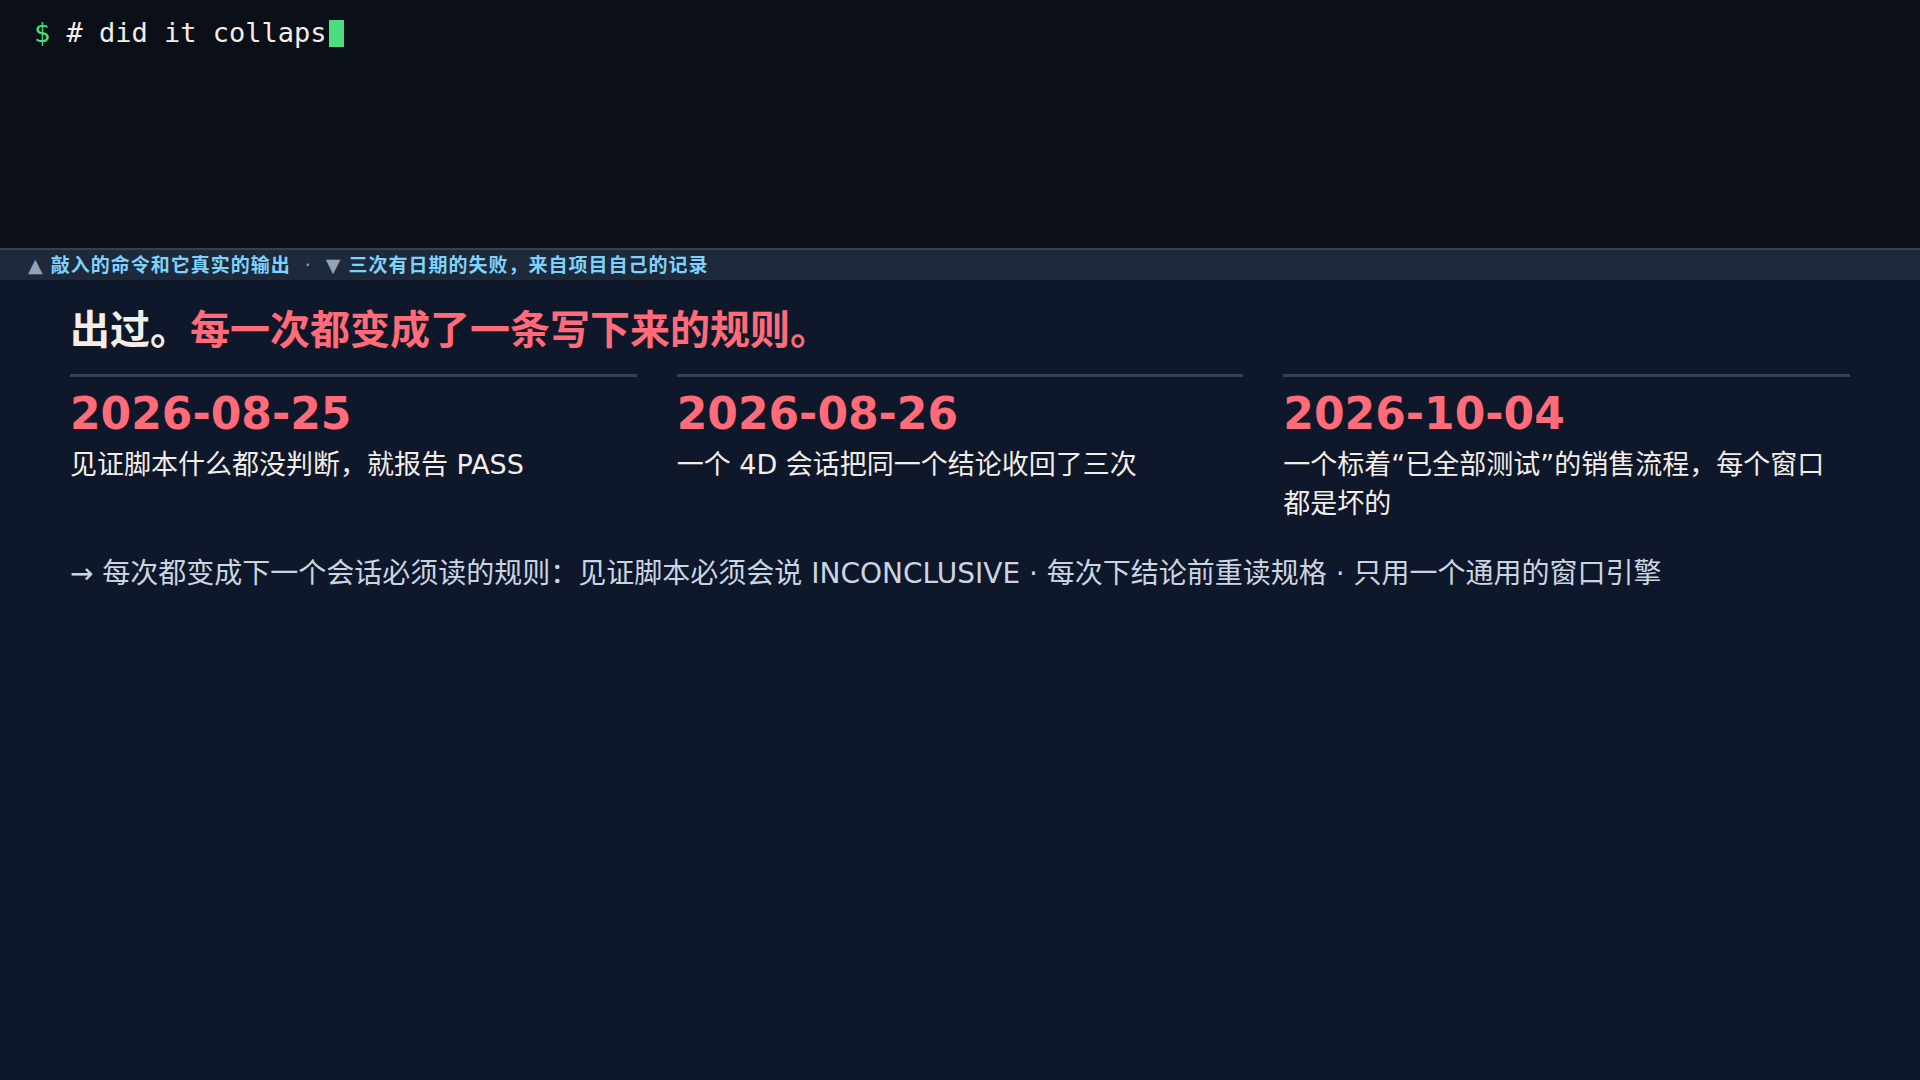 $ # did it collaps
▲ 敲入的命令和它真实的输出 · ▼ 三次有日期的失败，来自项目自己的记录
出过。每一次都变成了一条写下来的规则。
2026-08-25
见证脚本什么都没判断，就报告 PASS
2026-08-26
一个 4D 会话把同一个结论收回了三次
2026-10-04
一个标着“已全部测试”的销售流程，每个窗口
都是坏的
→ 每次都变成下一个会话必须读的规则：见证脚本必须会说 INCONCLUSIVE · 每次下结论前重读规格 · 只用一个通用的窗口引擎